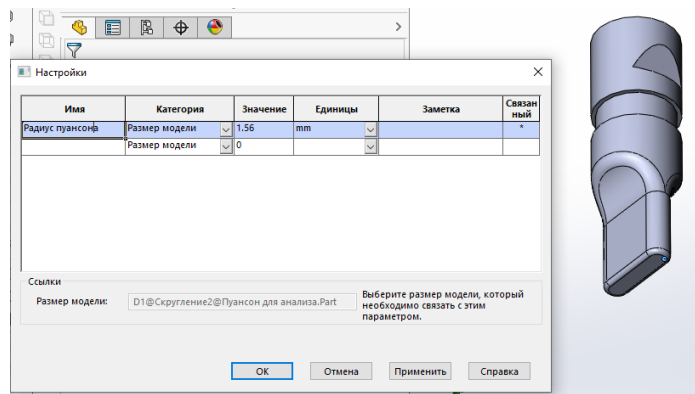 Настройки
Имя Категория Значение Единицы Заметка Связан
ный
Радиус пуансона Размер модели 1.56 mm *
Размер модели 0
Ссылки
Размер модели: D1@Скругление2@Пуансон для анализа.Part
Выберите размер модели, который
необходимо связать с этим
параметром.
ОК Отмена Применить Справка